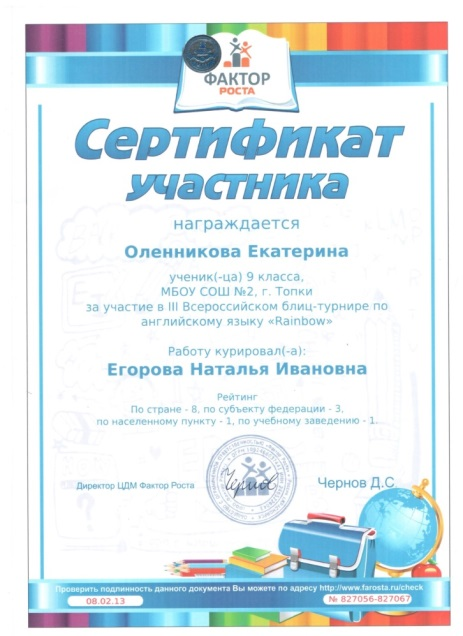 ФАКТОР
РОСТА
Сертификат
участника
награждается
Оленникова Екатерина
ученик(-ца) 9 класса,
МБОУ СОШ №2, г. Топки
за участие в III Всероссийском блиц-турнире по
английскому языку «Rainbow»
Работу курировал(-а):
Егорова Наталья Ивановна
Рейтинг
По стране - 8, по субъекту федерации - 3,
по населенному пункту - 1, по учебному заведению - 1.
Директор ЦДМ Фактор Роста
Чернов Д.С.
Проверить подлинность данного документа Вы можете по адресу http://www.farosta.ru/check
08.02.13
№ 827056-827067